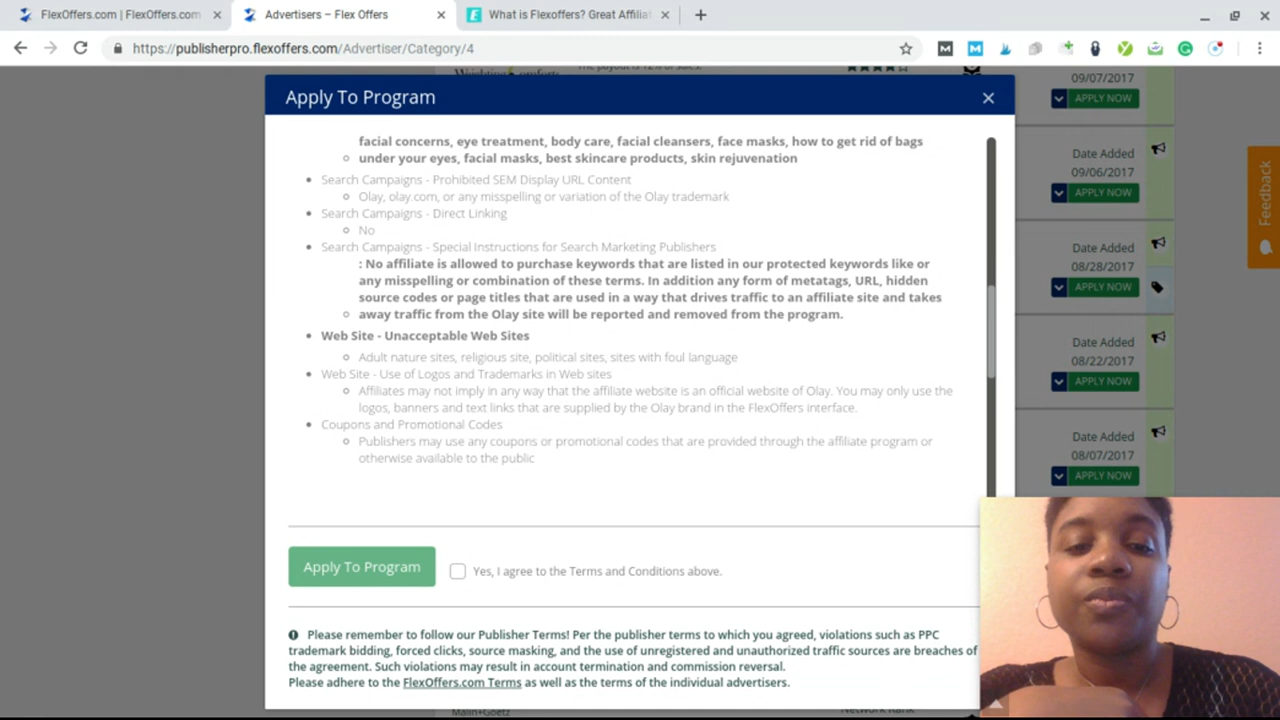 FlexOffers.com | FlexOffers.com
Advertisers – Flex Offers
What is Flexoffers? Great Affiliat
https://publisherpro.flexoffers.com/Advertiser/Category/4
The payout is 12% of sales.
Apply To Program
facial concerns, eye treatment, body care, facial cleansers, face masks, how to get rid of bags
under your eyes, facial masks, best skincare products, skin rejuvenation
Search Campaigns - Prohibited SEM Display URL Content
Olay, olay.com, or any misspelling or variation of the Olay trademark
Search Campaigns - Direct Linking
No
Search Campaigns - Special Instructions for Search Marketing Publishers
: No affiliate is allowed to purchase keywords that are listed in our protected keywords like or
any misspelling or combination of these terms. In addition any form of metatags, URL, hidden
source codes or page titles that are used in a way that drives traffic to an affiliate site and takes
away traffic from the Olay site will be reported and removed from the program.
Web Site - Unacceptable Web Sites
Adult nature sites, religious site, political sites, sites with foul language
Web Site - Use of Logos and Trademarks in Web sites
Affiliates may not imply in any way that the affiliate website is an official website of Olay. You may only use the
logos, banners and text links that are supplied by the Olay brand in the FlexOffers interface.
Coupons and Promotional Codes
Publishers may use any coupons or promotional codes that are provided through the affiliate program or
otherwise available to the public
Apply To Program
Yes, I agree to the Terms and Conditions above.
Please remember to follow our Publisher Terms! Per the publisher terms to which you agreed, violations such as PPC
trademark bidding, forced clicks, source masking, and the use of unregistered and unauthorized traffic sources are breaches of
the agreement. Such violations may result in account termination and commission reversal.
Please adhere to the FlexOffers.com Terms as well as the terms of the individual advertisers.
09/07/2017
APPLY NOW
Date Added
09/06/2017
APPLY NOW
Date Added
08/28/2017
APPLY NOW
Date Added
08/22/2017
APPLY NOW
Date Added
08/07/2017
APPLY NOW
Feedback
Malin+Goetz
Network Rank